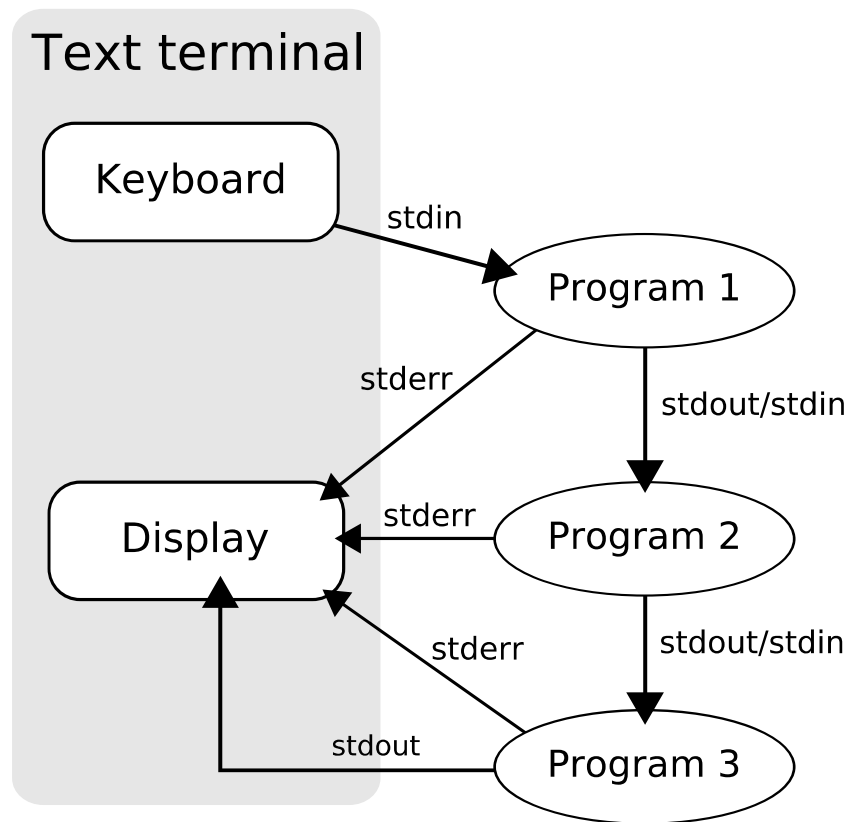 Text terminal
Keyboard
stdin
Program 1
stderr
stdout/stdin
stderr
Display
Program 2
stderr
stdout/stdin
stdout
Program 3